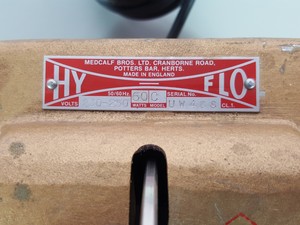 MEDCALF BROS. LTD. CRANBORNE ROAD,
POTTERS BAR, HERTS.
MADE IN ENGLAND
HY FLO
50/60Hz SERIAL No.
VOLTS WATTS MODEL CL.1.